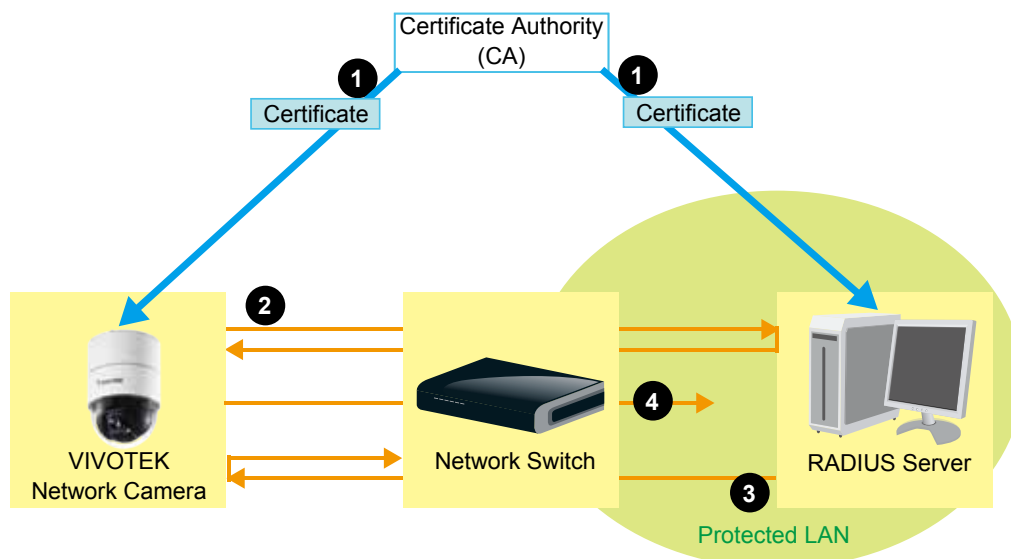 Certificate Authority
(CA)
1
1
Certificate
Certificate
2
4
VIVOTEK
Network Camera
Network Switch
RADIUS Server
3
Protected LAN